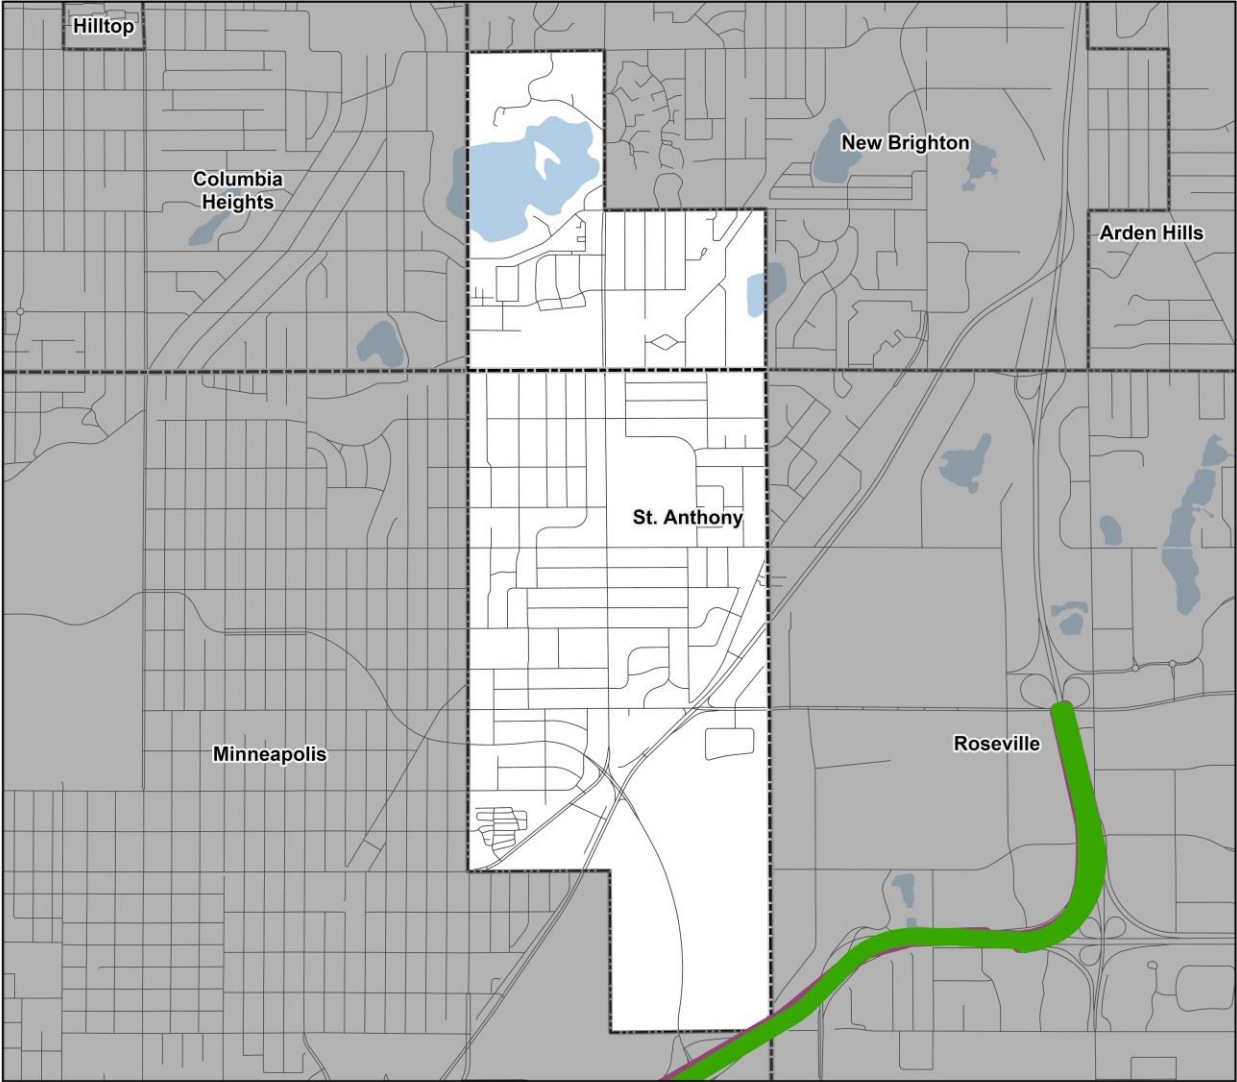 Hilltop
New Brighton
Columbia
Heights
Arden Hills
St. Anthony
Roseville
Minneapolis